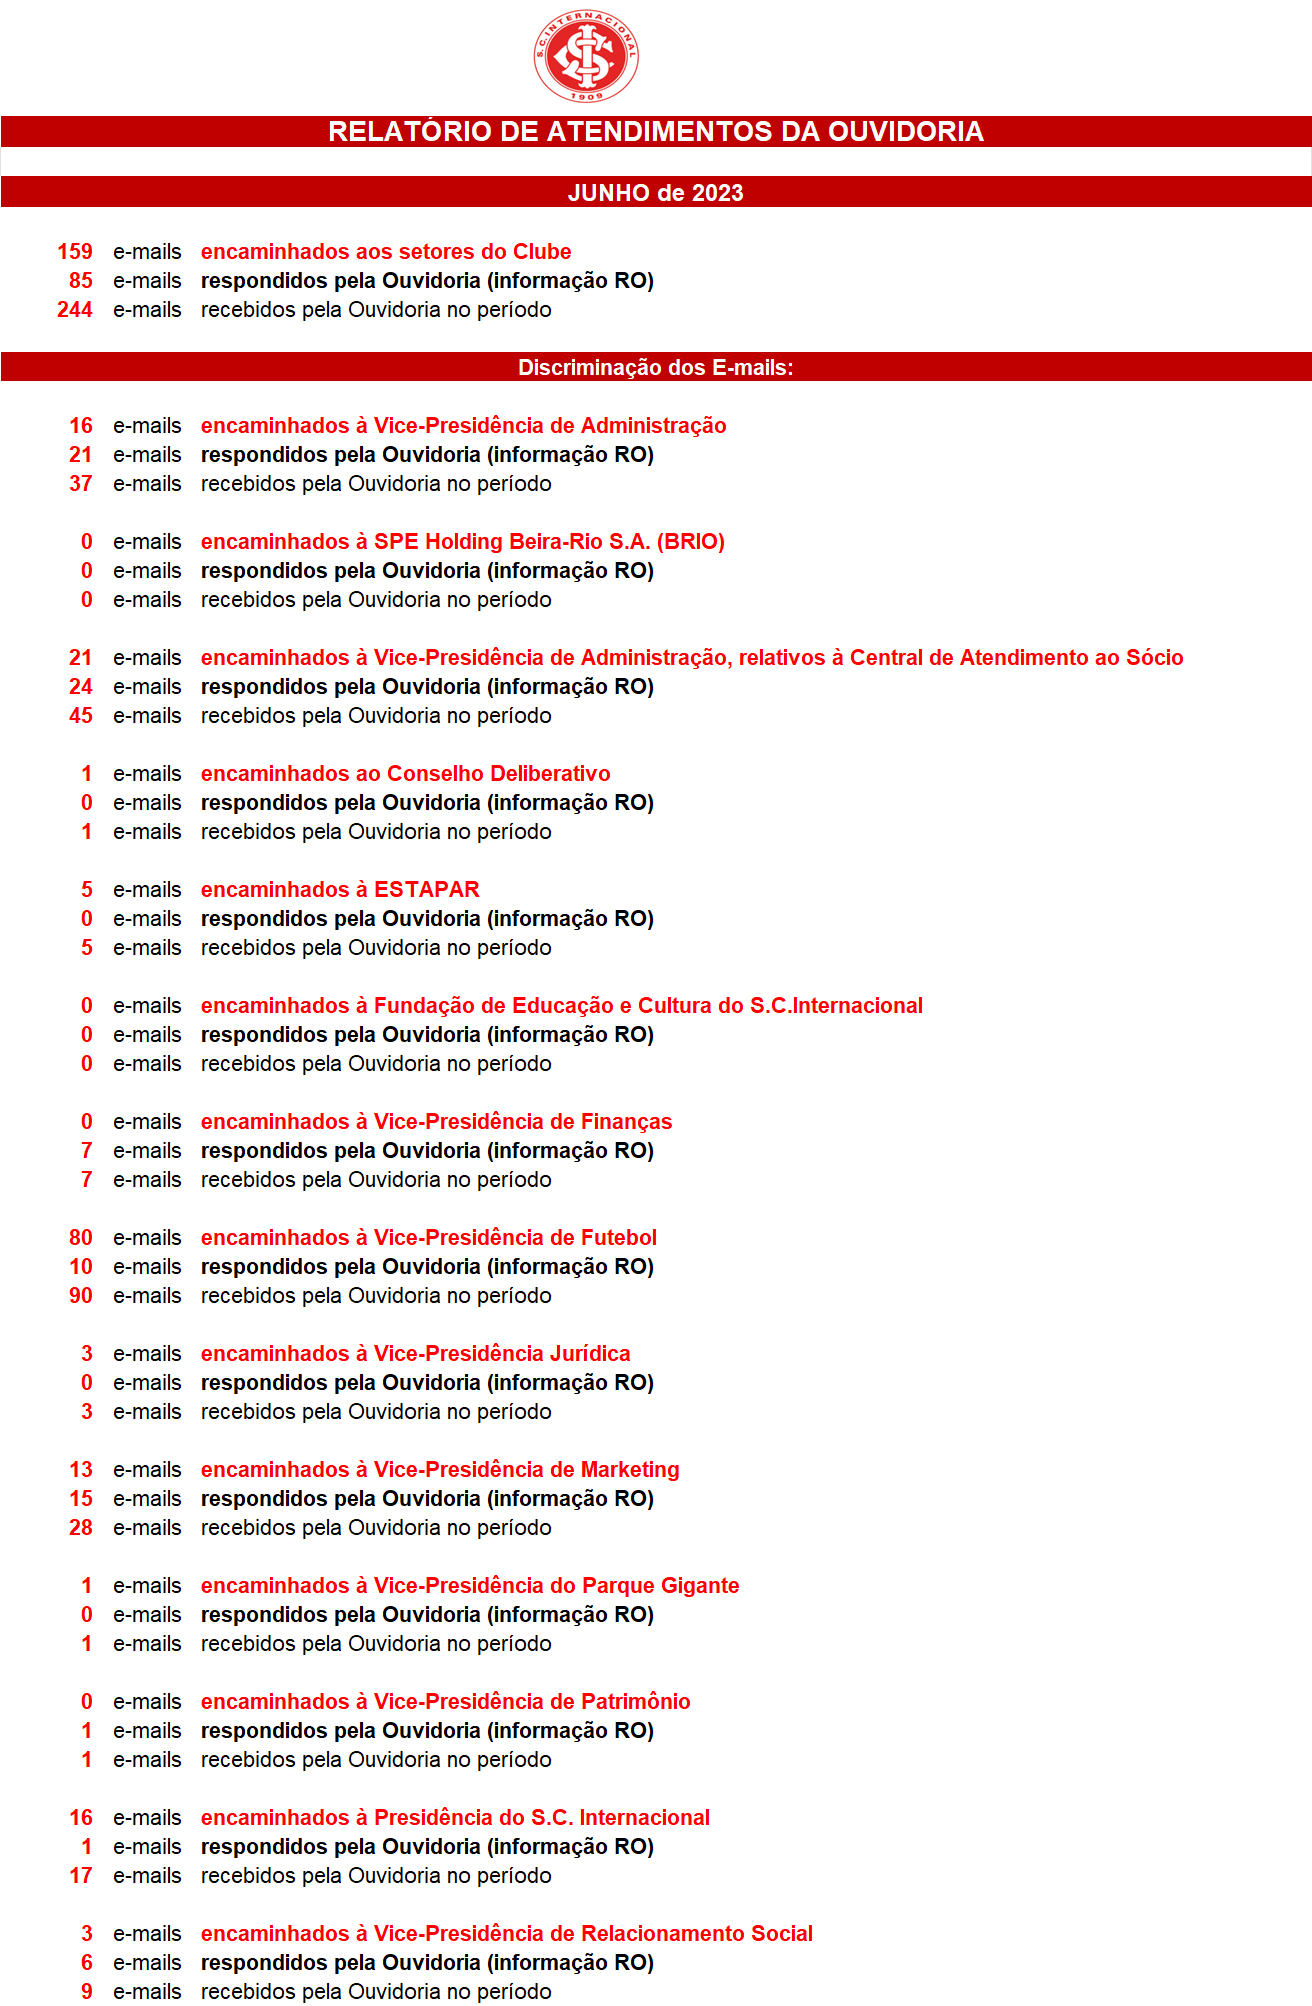 S.C. INTERNACIONAL
1909
RELATÓRIO DE ATENDIMENTOS DA OUVIDORIA
JUNHO de 2023
159 e-mails encaminhados aos setores do Clube
85 e-mails respondidos pela Ouvidoria (informação RO)
244 e-mails recebidos pela Ouvidoria no período
Discriminação dos E-mails:
16 e-mails encaminhados à Vice-Presidência de Administração
21 e-mails respondidos pela Ouvidoria (informação RO)
37 e-mails recebidos pela Ouvidoria no período
0 e-mails encaminhados à SPE Holding Beira-Rio S.A. (BRIO)
0 e-mails respondidos pela Ouvidoria (informação RO)
0 e-mails recebidos pela Ouvidoria no período
21 e-mails encaminhados à Vice-Presidência de Administração, relativos à Central de Atendimento ao Sócio
24 e-mails respondidos pela Ouvidoria (informação RO)
45 e-mails recebidos pela Ouvidoria no período
1 e-mails encaminhados ao Conselho Deliberativo
0 e-mails respondidos pela Ouvidoria (informação RO)
1 e-mails recebidos pela Ouvidoria no período
5 e-mails encaminhados à ESTAPAR
0 e-mails respondidos pela Ouvidoria (informação RO)
5 e-mails recebidos pela Ouvidoria no período
0 e-mails encaminhados à Fundação de Educação e Cultura do S.C.Internacional
0 e-mails respondidos pela Ouvidoria (informação RO)
0 e-mails recebidos pela Ouvidoria no período
0 e-mails encaminhados à Vice-Presidência de Finanças
7 e-mails respondidos pela Ouvidoria (informação RO)
7 e-mails recebidos pela Ouvidoria no período
80 e-mails encaminhados à Vice-Presidência de Futebol
10 e-mails respondidos pela Ouvidoria (informação RO)
90 e-mails recebidos pela Ouvidoria no período
3 e-mails encaminhados à Vice-Presidência Jurídica
0 e-mails respondidos pela Ouvidoria (informação RO)
3 e-mails recebidos pela Ouvidoria no período
13 e-mails encaminhados à Vice-Presidência de Marketing
15 e-mails respondidos pela Ouvidoria (informação RO)
28 e-mails recebidos pela Ouvidoria no período
1 e-mails encaminhados à Vice-Presidência do Parque Gigante
0 e-mails respondidos pela Ouvidoria (informação RO)
1 e-mails recebidos pela Ouvidoria no período
0 e-mails encaminhados à Vice-Presidência de Patrimônio
1 e-mails respondidos pela Ouvidoria (informação RO)
1 e-mails recebidos pela Ouvidoria no período
16 e-mails encaminhados à Presidência do S.C. Internacional
1 e-mails respondidos pela Ouvidoria (informação RO)
17 e-mails recebidos pela Ouvidoria no período
3 e-mails encaminhados à Vice-Presidência de Relacionamento Social
6 e-mails respondidos pela Ouvidoria (informação RO)
9 e-mails recebidos pela Ouvidoria no período